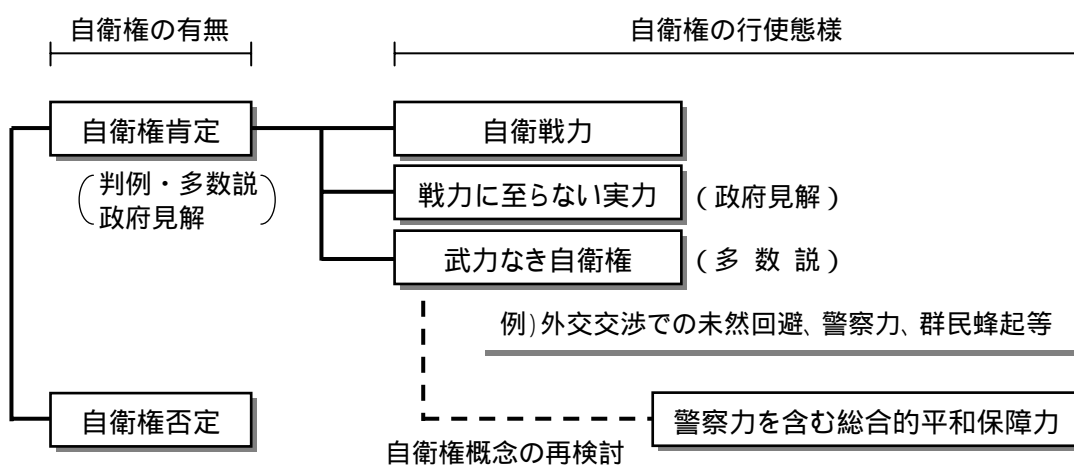 自衛権の有無
自衛権の行使態様
自衛権肯定
判例・多数説
政府見解
自衛戦力
戦力に至らない実力
(政府見解)
武力なき自衛権
(多数説)
例)外交交渉での未然回避、警察力、群民蜂起等
自衛権否定
自衛権概念の再検討
警察力を含む総合的平和保障力